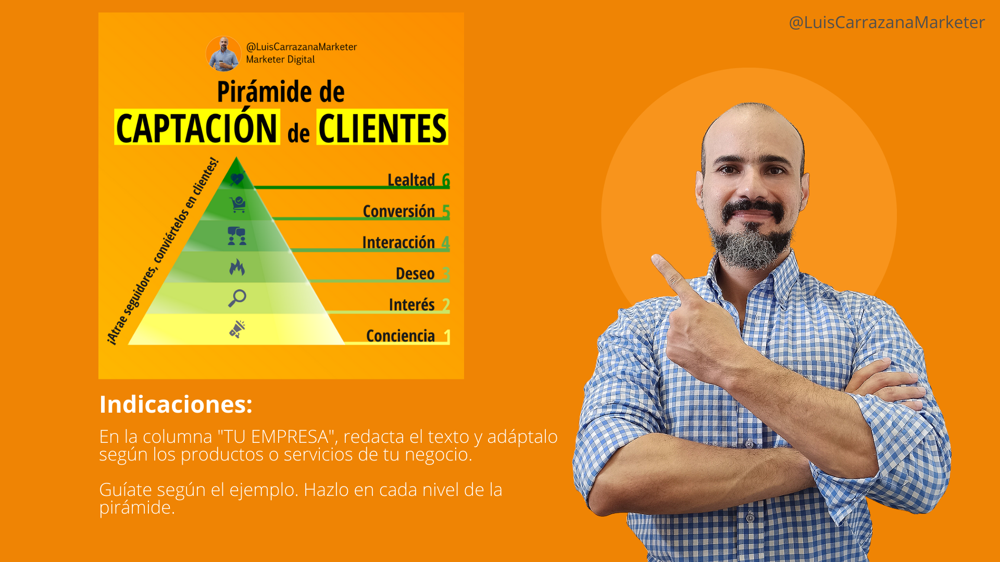 @LuisCarrazanaMarketer
@LuisCarrazanaMarketer
Marketer Digital
Pirámide de
CAPTACIÓN de CLIENTES
¡Atrae seguidores, conviértelos en clientes!
Lealtad 6
Conversión 5
Interacción 4
Deseo 3
Interés 2
Conciencia 1
Indicaciones:
En la columna "TU EMPRESA", redacta el texto y adáptalo
según los productos o servicios de tu negocio.
Guíate según el ejemplo. Hazlo en cada nivel de la
pirámide.